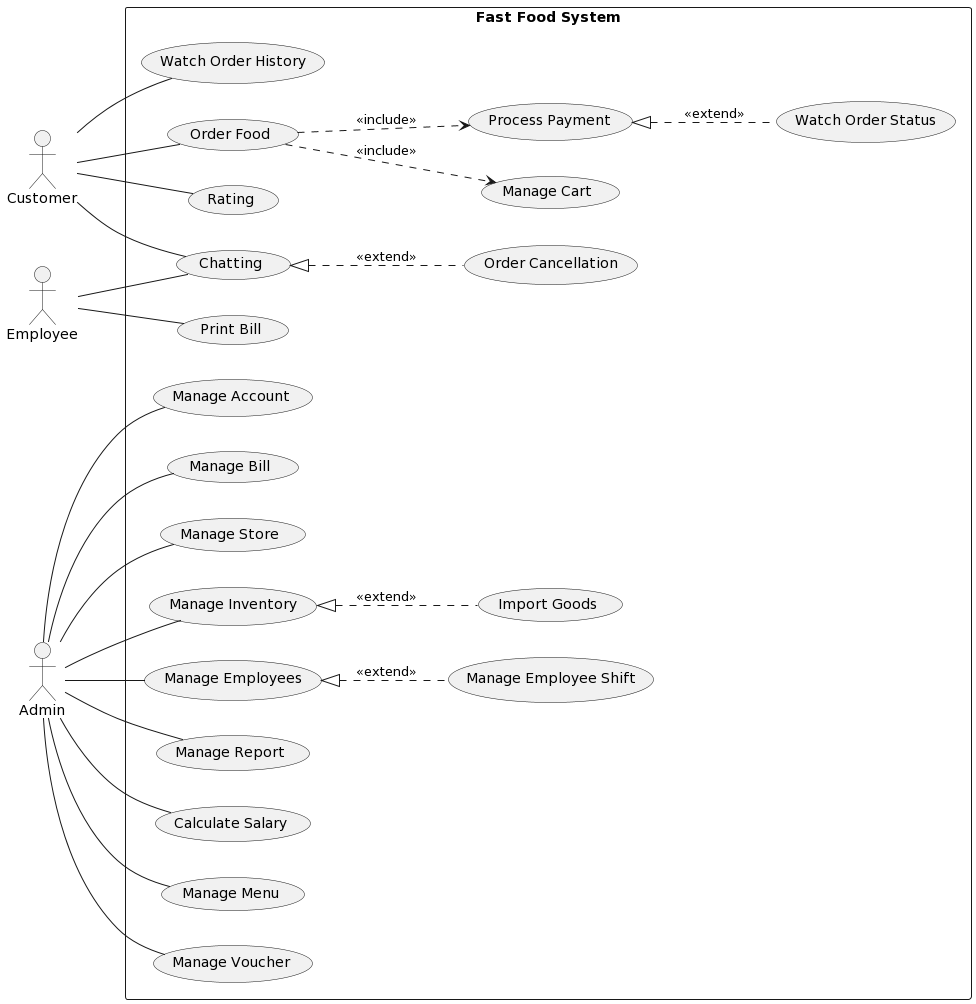 Fast Food System
Watch Order History
Order Food
«include»
Process Payment
«extend»
Watch Order Status
«include»
Manage Cart
Customer
Rating
Chatting
«extend»
Order Cancellation
Employee
Print Bill
Manage Account
Manage Bill
Manage Store
Manage Inventory
«extend»
Import Goods
Manage Employees
«extend»
Manage Employee Shift
Admin
Manage Report
Calculate Salary
Manage Menu
Manage Voucher